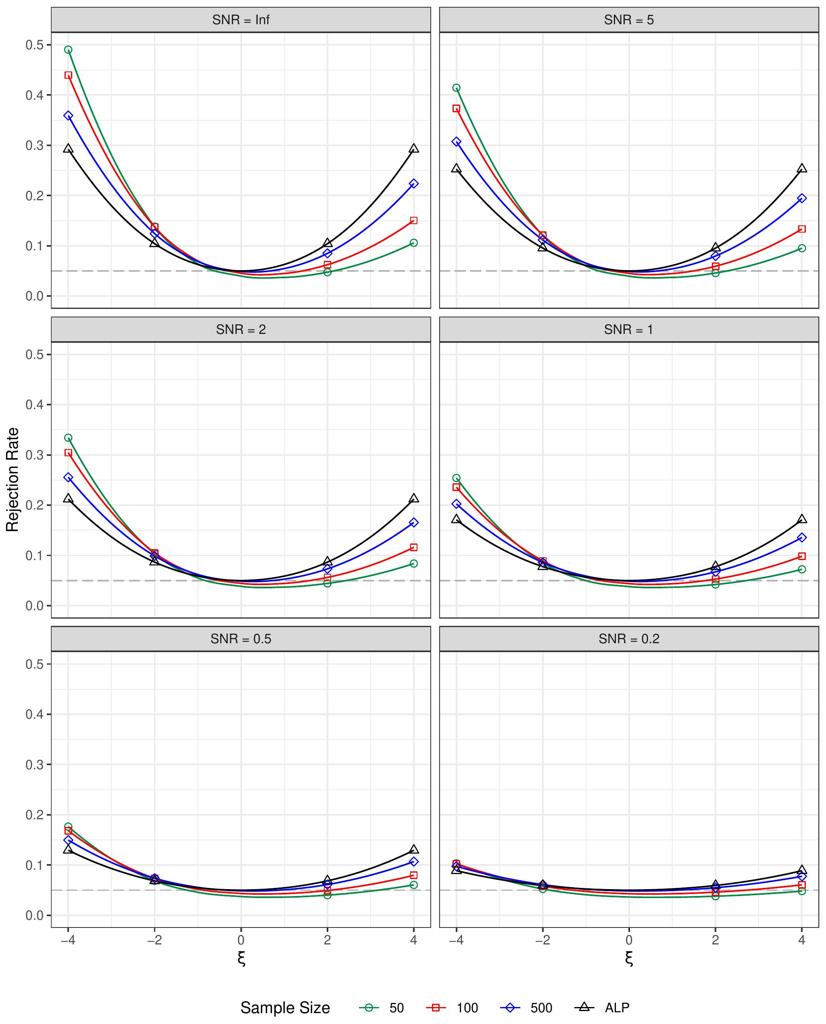 SNR = Inf
SNR = 5
0.5
0.4
0.3
0.2
0.1
0.0
SNR = 2
SNR = 1
0.5
0.4
0.3
0.2
0.1
0.0
Rejection Rate
SNR = 0.5
SNR = 0.2
0.5
0.4
0.3
0.2
0.1
0.0
−4 −2 0 2 4
−4 −2 0 2 4
ξ
ξ
Sample Size 50 100 500 ALP